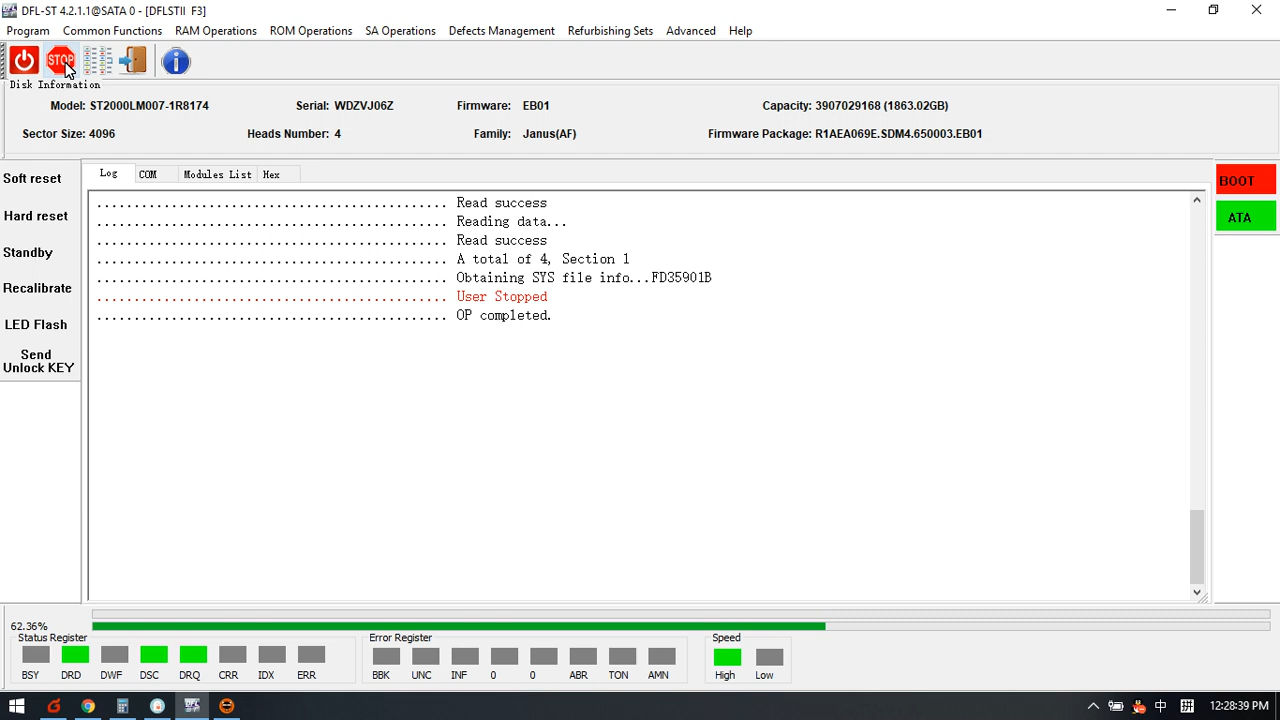 DFL-ST 4.2.1.1@SATA 0 - [DFLSTII F3]
Program Common Functions RAM Operations ROM Operations SA Operations Defects Management Refurbishing Sets Advanced Help
STOP
Disk Information
Model: ST2000LM007-1R8174 Serial: WDZVJ06Z Firmware: EB01 Capacity: 3907029168 (1863.02GB)
Sector Size: 4096 Heads Number: 4 Family: Janus(AF) Firmware Package: R1AEA069E.SDM4.650003.EB01
Log COM Modules List Hex
Soft reset
Hard reset
Standby
Recalibrate
LED Flash
Send
Unlock KEY
............................................... Read success
............................................... Reading data...
............................................... Read success
............................................... A total of 4, Section 1
............................................... Obtaining SYS file info...FD35901B
............................................... User Stopped
............................................... OP completed.
BOOT
ATA
62.36%
Status Register Error Register Speed
BSY DRD DWF DSC DRQ CRR IDX ERR BBK UNC INF 0 0 ABR TON AMN High Low
中 拼 12:28:39 PM